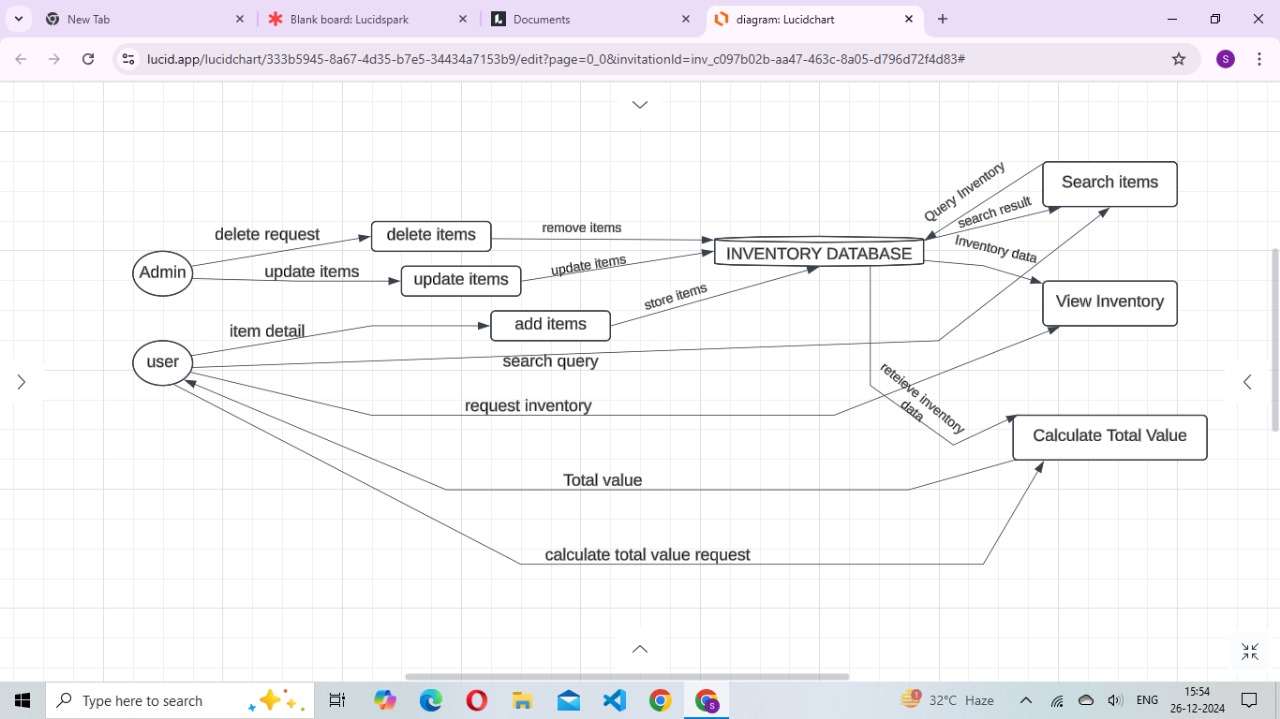 New Tab
Blank board: Lucidspark
Documents
diagram: Lucidchart
lucid.app/lucidchart/333b5945-8a67-4d35-b7e5-34434a7153b9/edit?page=0_0&invitationId=inv_c097b02b-aa47-463c-8a05-d796d72f4d83#
S
Search items
Query Inventory
search result
delete request
delete items
remove items
INVENTORY DATABASE
Inventory data
Admin
update items
update items
update items
View Inventory
store items
item detail
add items
user
search query
reteieve inventory
data
request inventory
Calculate Total Value
Total value
calculate total value request
Type here to search
S
1
32°C Haze
ENG
15:54
26-12-2024